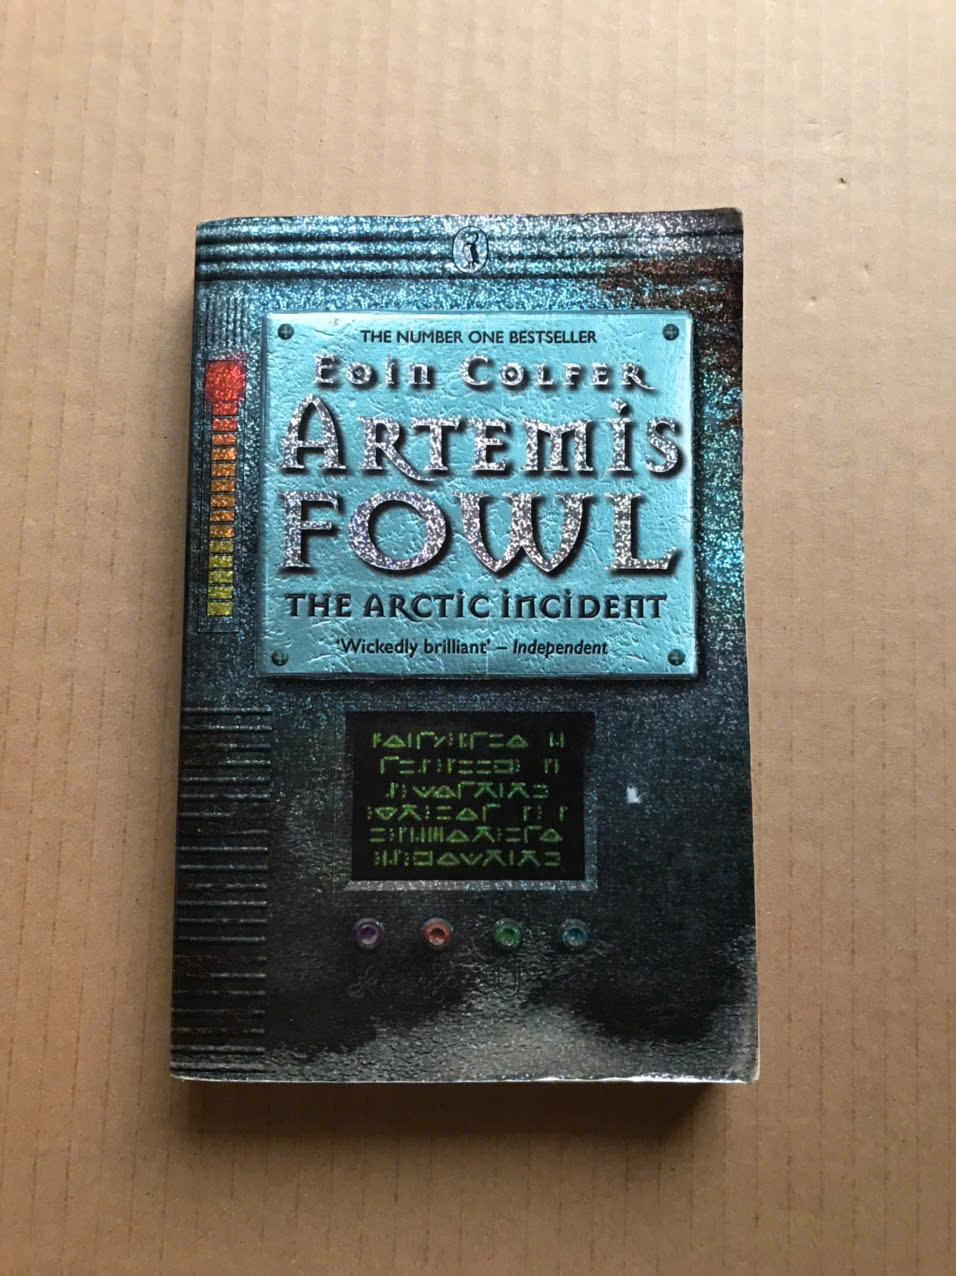 THE NUMBER ONE BESTSELLER
EOIN COLFER
ARTEMIS
FOWL
THE ARCTIC INCIDENT
'Wickedly brilliant' – Independent